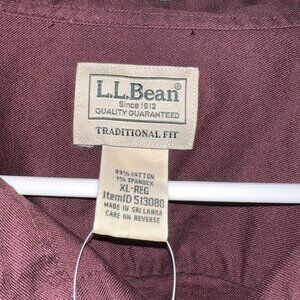 L.L.Bean®
Since 1912
QUALITY GUARANTEED
TRADITIONAL FIT
99% COTTON
1% SPANDEX
XL-REG
ItemID 513080
MADE IN SRI LANKA
CARE ON REVERSE